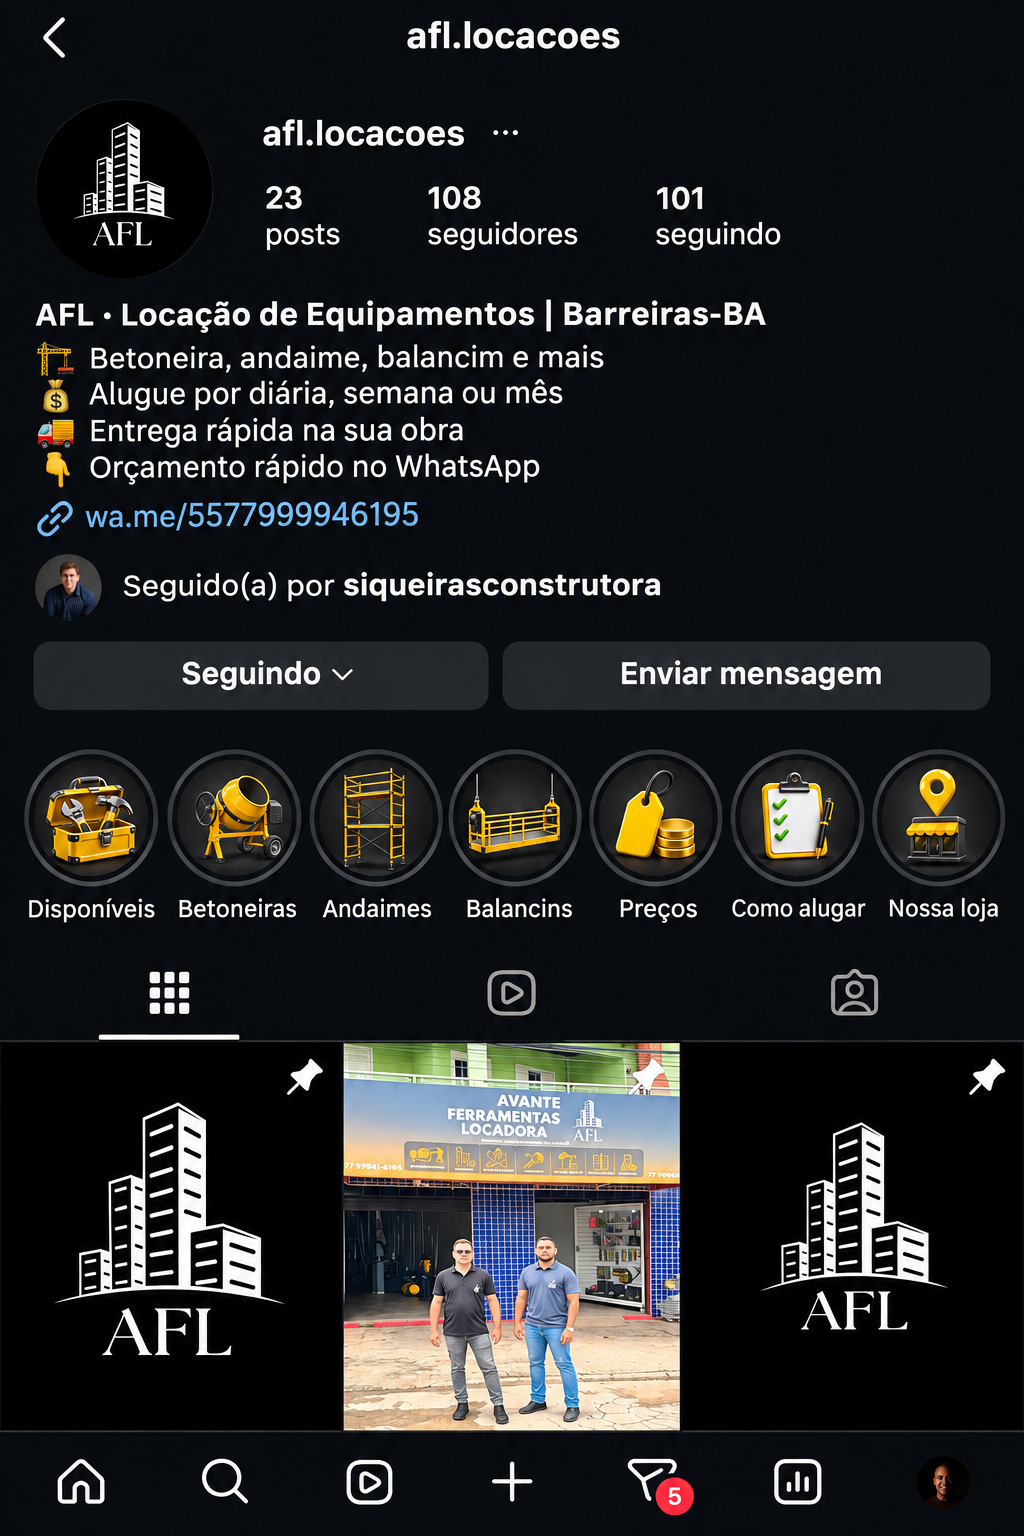 afl.locacoes
afl.locacoes ...
23 108 101
posts seguidores seguindo
AFL • Locação de Equipamentos | Barreiras-BA
Betoneira, andaime, balancim e mais
Alugue por diária, semana ou mês
Entrega rápida na sua obra
Orçamento rápido no WhatsApp
wa.me/5577999946195
Seguido(a) por siqueirasconstrutora
Seguindo Enviar mensagem
Disponíveis Betoneiras Andaimes Balancins Preços Como alugar Nossa loja
AFL
AVANTE
FERRAMENTAS
LOCADORA
AFL
AFL
5